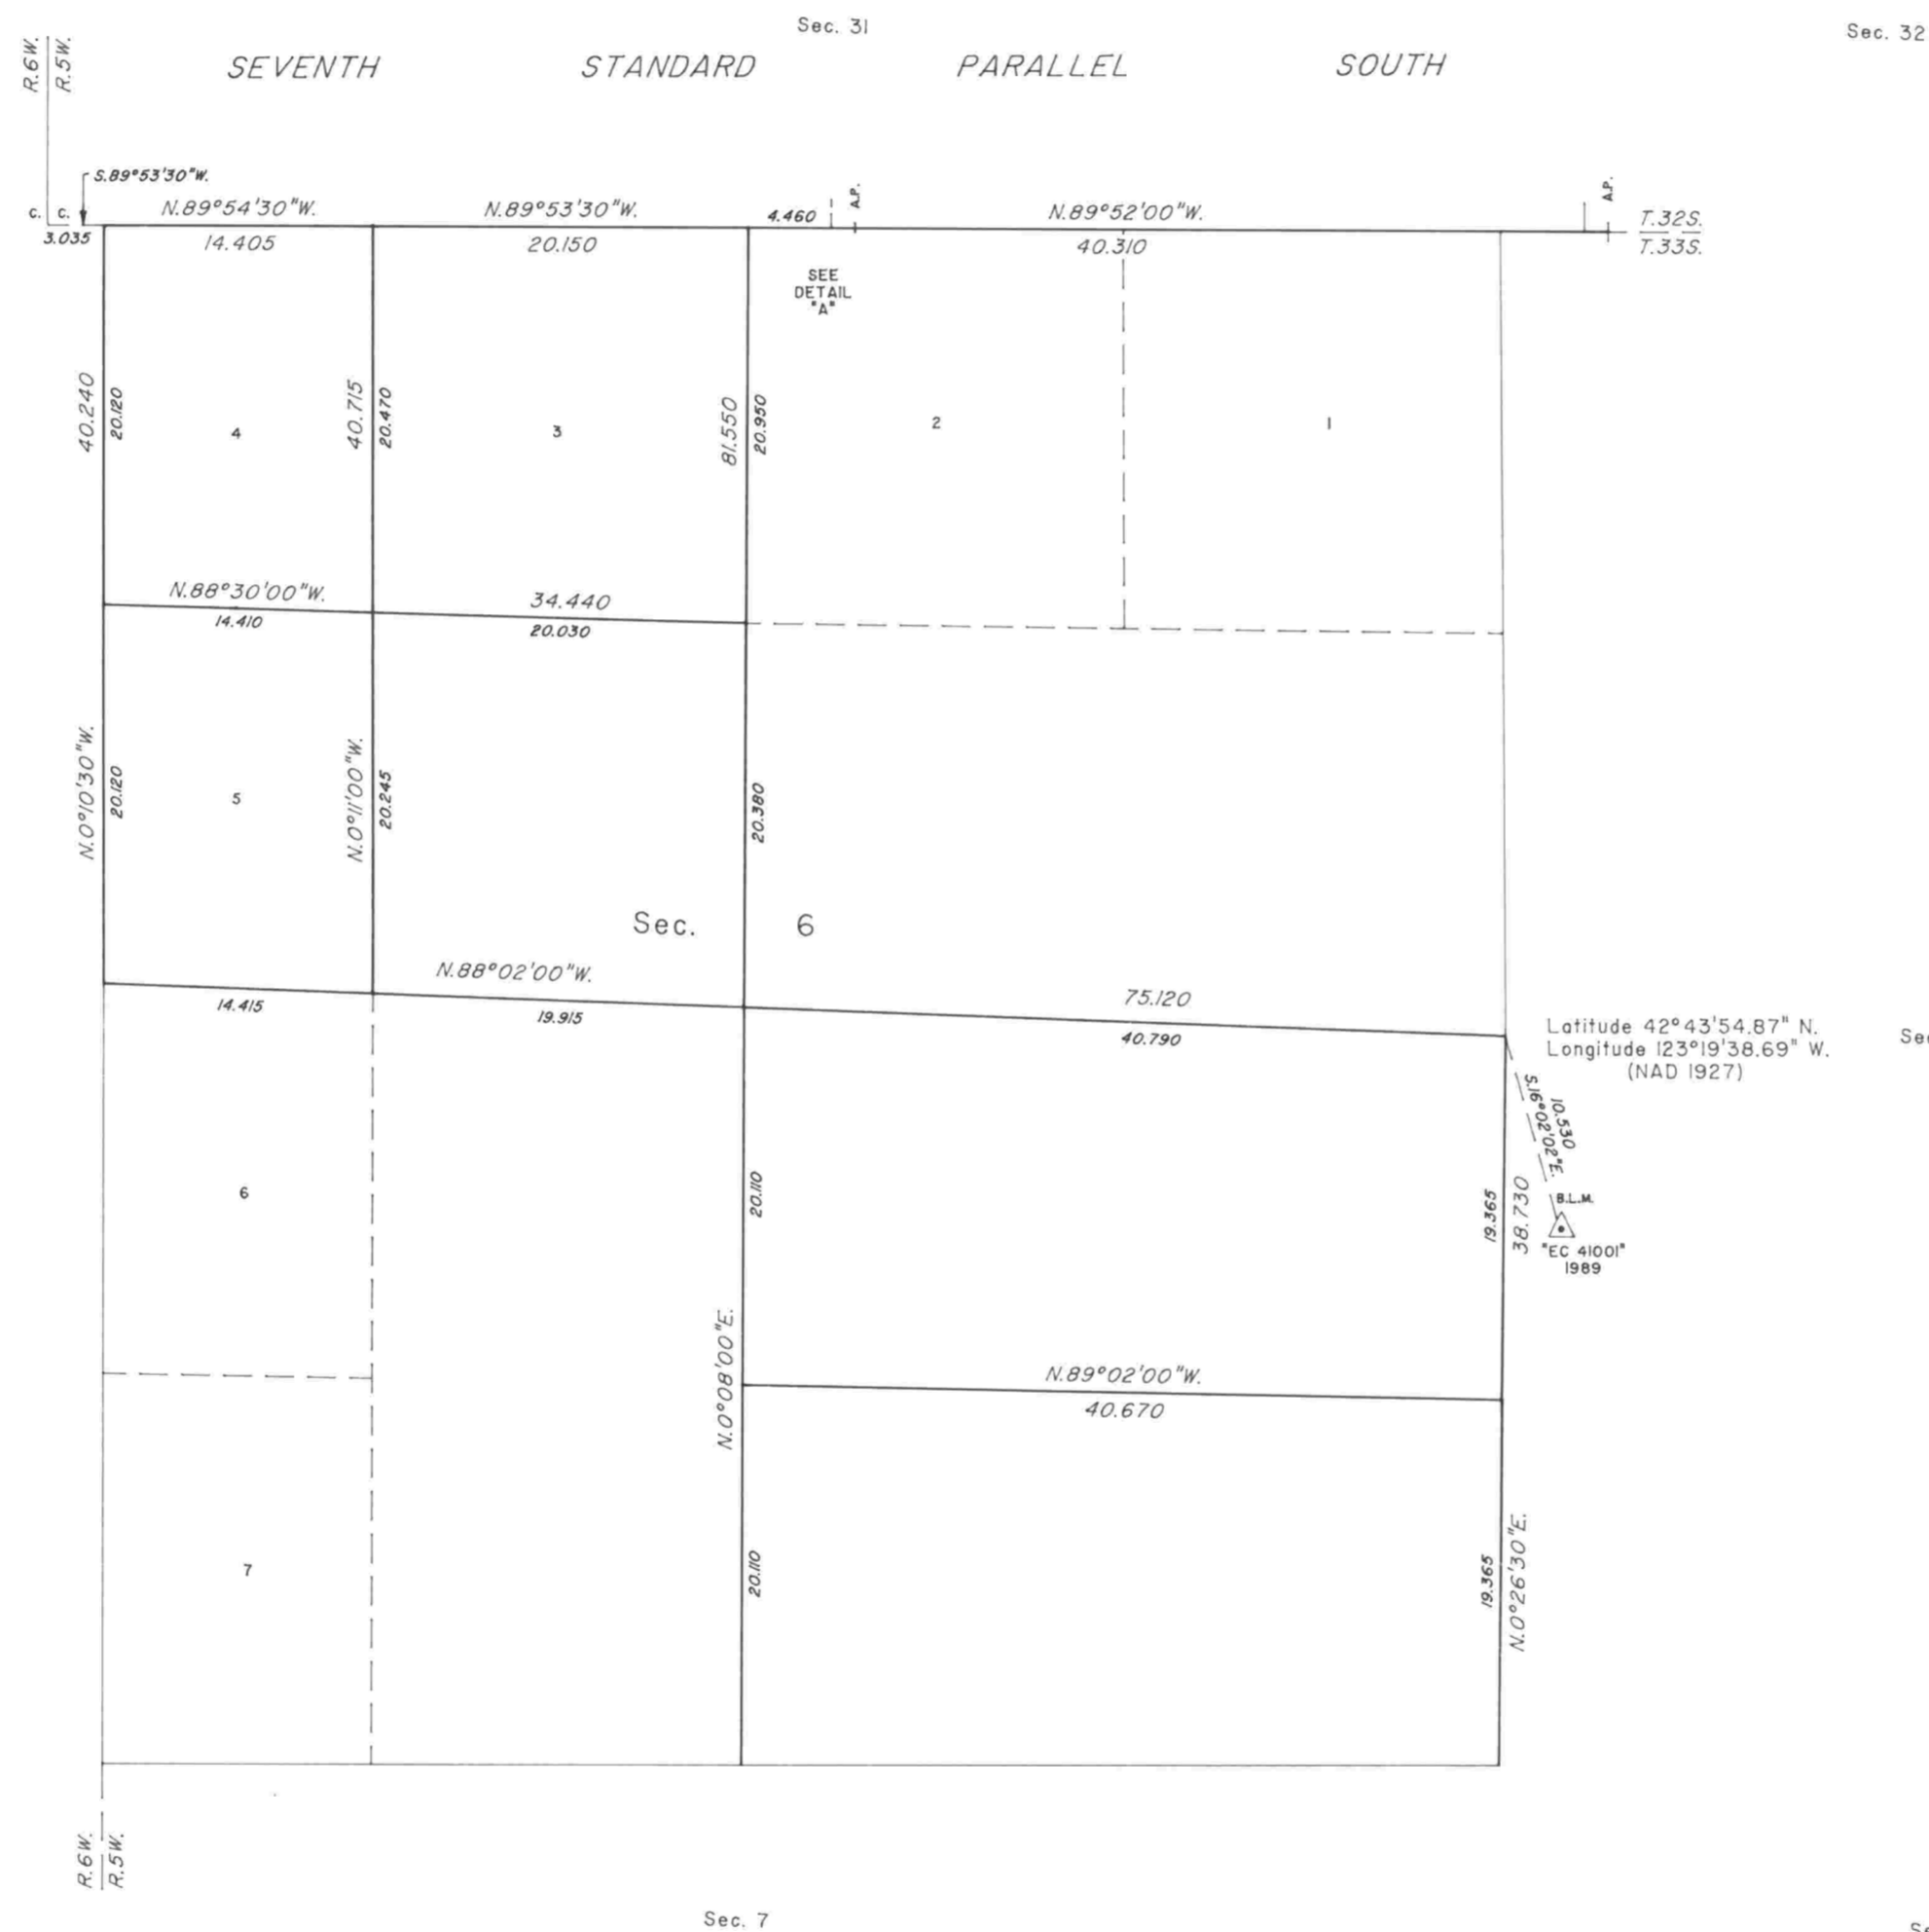 Sec. 31
Sec. 32
R.6W.
R.5W.
SEVENTH STANDARD PARALLEL SOUTH
S.89°53'30"W.
C. C.
N.89°54'30"W.
N.89°53'30"W.
4.460
A.P.
N.89°52'00"W.
A.P.
T.32S.
T.33S.
3.035
14.405
20.150
40.310
SEE
DETAIL
"A"
40.240
20.120
4
40.715
20.470
3
81.550
20.950
2
1
N.88°30'00"W.
34.440
14.410
20.030
N.0°10'30"W.
20.120
5
N.0°11'00"W.
20.245
20.380
Sec. 6
N.88°02'00"W.
75.120
14.415
19.915
40.790
Latitude 42°43'54.87" N.
Longitude 123°19'38.69" W.
(NAD 1927)
S.16°02'02"E.
10.530
6
20.110
19.365
38.730
B.L.M.
"EC 41001"
1989
N.0°08'00"E.
N.89°02'00"W.
40.670
7
20.110
19.365
N.0°26'30"E.
R.6W.
R.5W.
Sec. 7